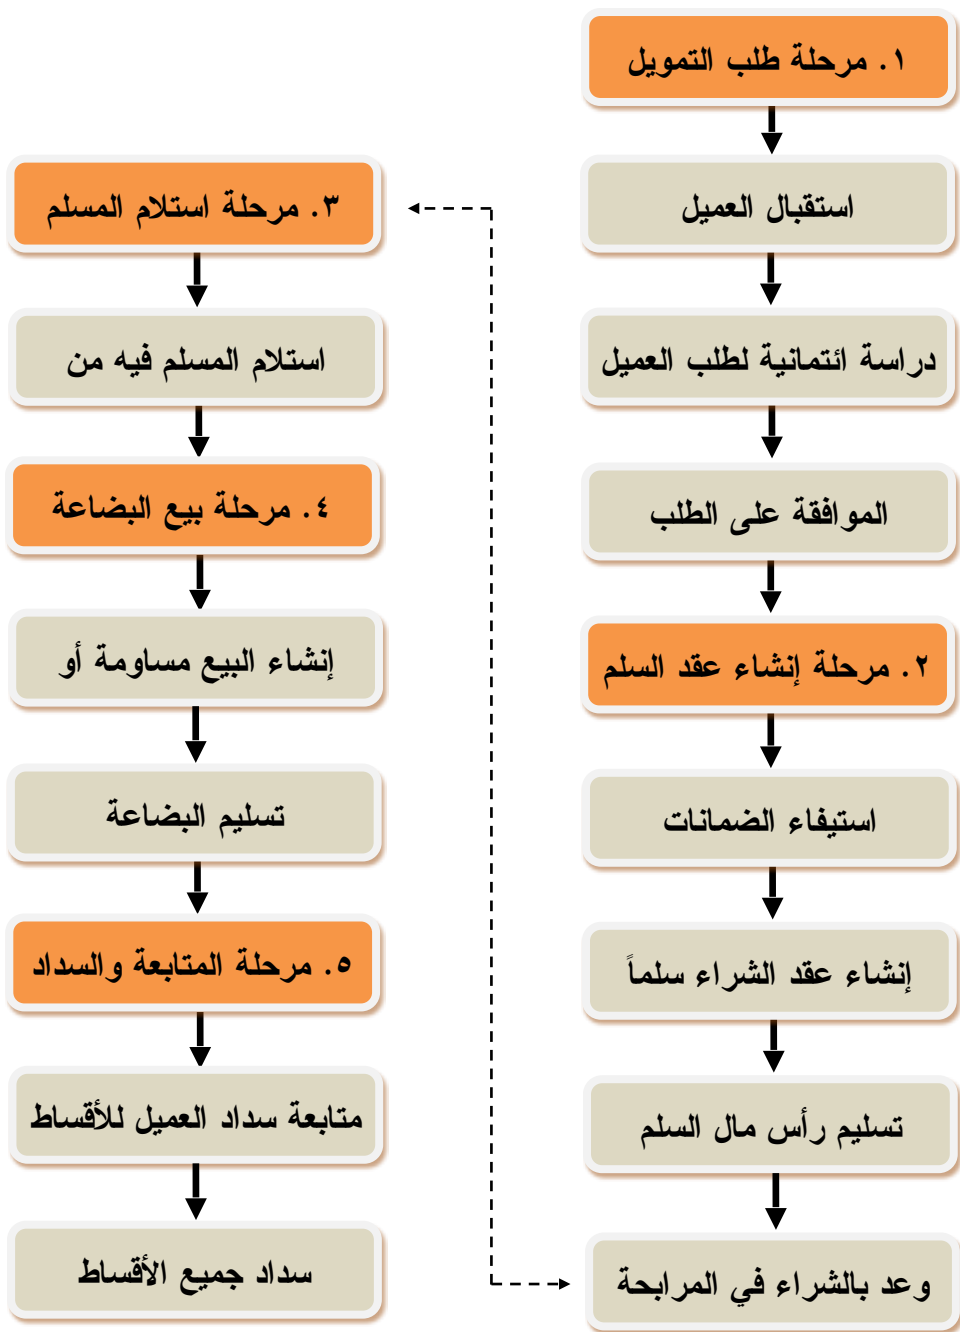 ١. مرحلة طلب التمويل
استقبال العميل
دراسة ائتمانية لطلب العميل
الموافقة على الطلب
٢. مرحلة إنشاء عقد السلم
استيفاء الضمانات
إنشاء عقد الشراء سلماً
تسليم رأس مال السلم
وعد بالشراء في المرابحة
٣. مرحلة استلام المسلم
استلام المسلم فيه من
٤. مرحلة بيع البضاعة
إنشاء البيع مساومة أو
تسليم البضاعة
٥. مرحلة المتابعة والسداد
متابعة سداد العميل للأقساط
سداد جميع الأقساط